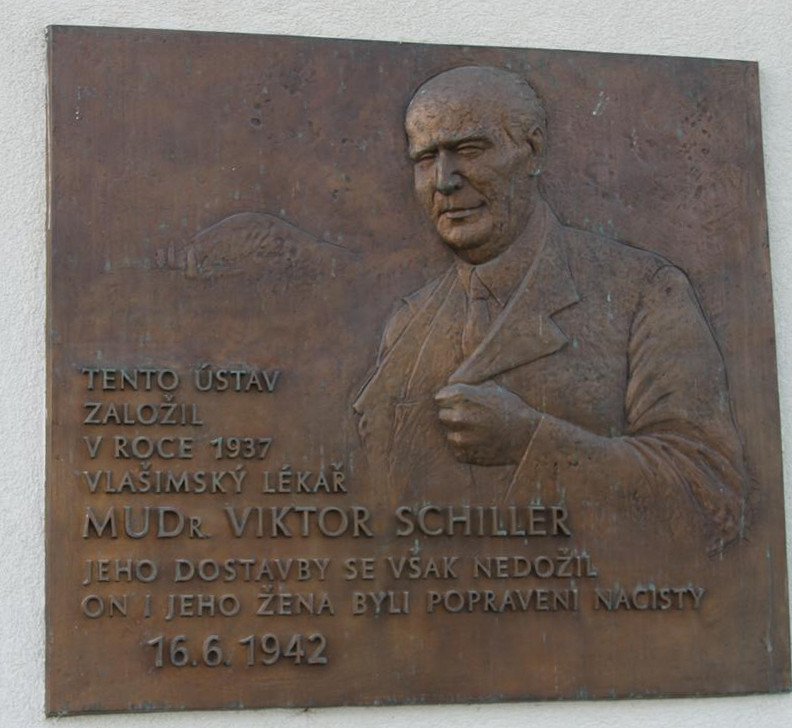 TENTO ÚSTAV
ZALOŽIL
V ROCE 1937
VLAŠIMSKÝ LÉKAŘ
MUDR. VIKTOR SCHILLER
JEHO DOSTAVBY SE VŠAK NEDOŽIL
ON I JEHO ŽENA BYLI POPRAVENI NACISTY
16.6.1942